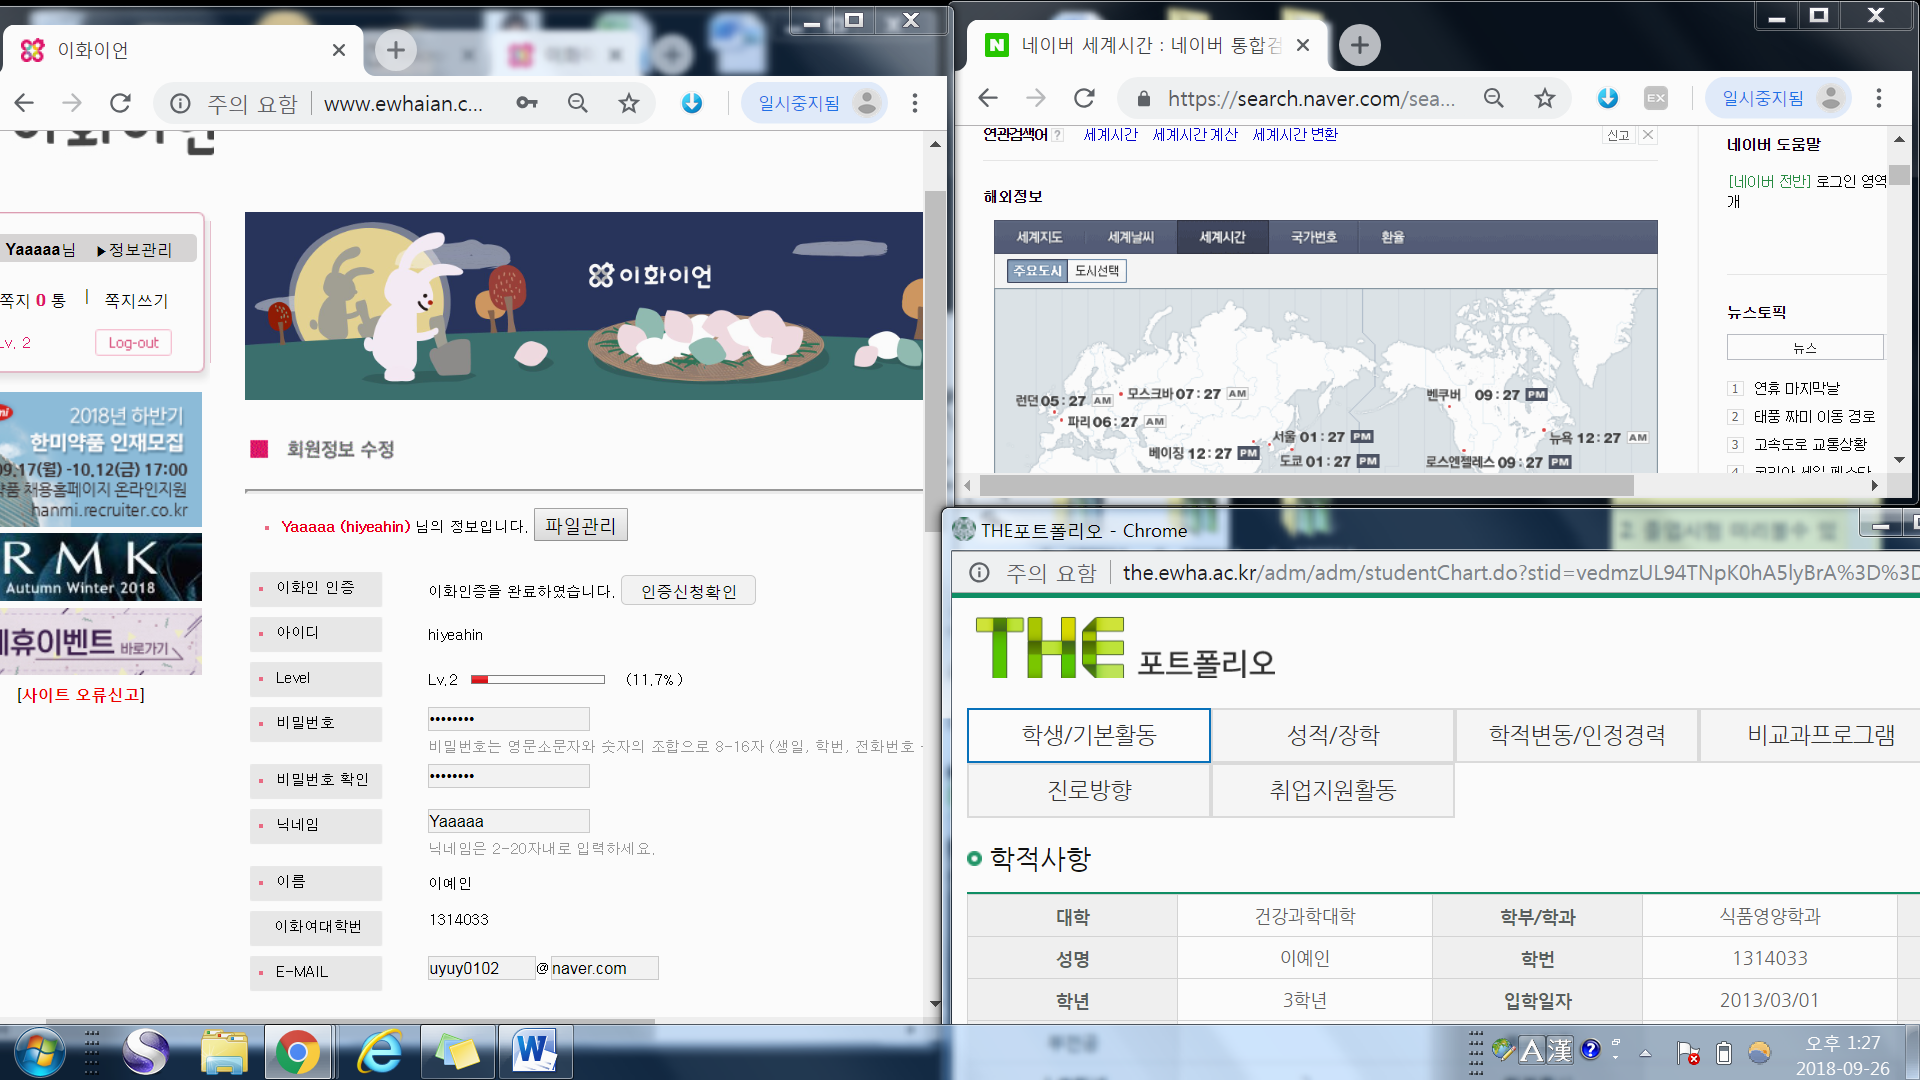 이화이언
주의 요함
www.ewhaian.c...
일시중지됨
이화이언
Yaaaaa님 ▶정보관리
쪽지 0 통 | 쪽지쓰기
Lv. 2
Log-out
2018년 하반기
한미약품 인재모집
09.17(월) -10.12(금) 17:00
약품 채용홈페이지 온라인지원
hanmi.recruiter.co.kr
RMK
Autumn Winter 2018
제휴이벤트 바로가기
[사이트 오류신고]
이화이언
회원정보 수정
Yaaaaa (hiyeahin) 님의 정보입니다. 파일관리
이화인 인증 이화인증을 완료하였습니다. 인증신청확인
아이디 hiyeahin
Level Lv.2 (11.7%)
비밀번호 ••••••••
비밀번호는 영문소문자와 숫자의 조합으로 8-16자 (생일, 학번, 전화번호
비밀번호 확인 ••••••••
닉네임 Yaaaaa
닉네임은 2-20자내로 입력하세요.
이름 이예인
이화여대학번 1314033
E-MAIL uyuy0102 @ naver.com
네이버 세계시간 : 네이버 통합검
https://search.naver.com/sea...
EX
일시중지됨
연관검색어 ? 세계시간 세계시간 계산 세계시간 변환
신고
해외정보
세계지도 세계날씨 세계시간 국가번호 환율
주요도시 도시선택
런던 05:27 AM
모스크바 07:27 AM
파리 06:27 AM
베이징 12:27 PM
서울 01:27 PM
도쿄 01:27 PM
벤쿠버 09:27 PM
뉴욕 12:27 AM
로스엔젤레스 09:27 PM
네이버 도움말
[네이버 전반] 로그인 영역
개
뉴스토픽
뉴스
1 연휴 마지막날
2 태풍 짜미 이동 경로
3 고속도로 교통상황
4 코리아 세일 페스타
THE포트폴리오 - Chrome
주의 요함
the.ewha.ac.kr/adm/adm/studentChart.do?stid=vedmzUL94TNpK0hA5lyBrA%3D%3D
THE 포트폴리오
학생/기본활동 성적/장학 학적변동/인정경력 비교과프로그램
진로방향 취업지원활동
학적사항
대학 건강과학대학 학부/학과 식품영양학과
성명 이예인 학번 1314033
학년 3학년 입학일자 2013/03/01
A 漢
오후 1:27
2018-09-26